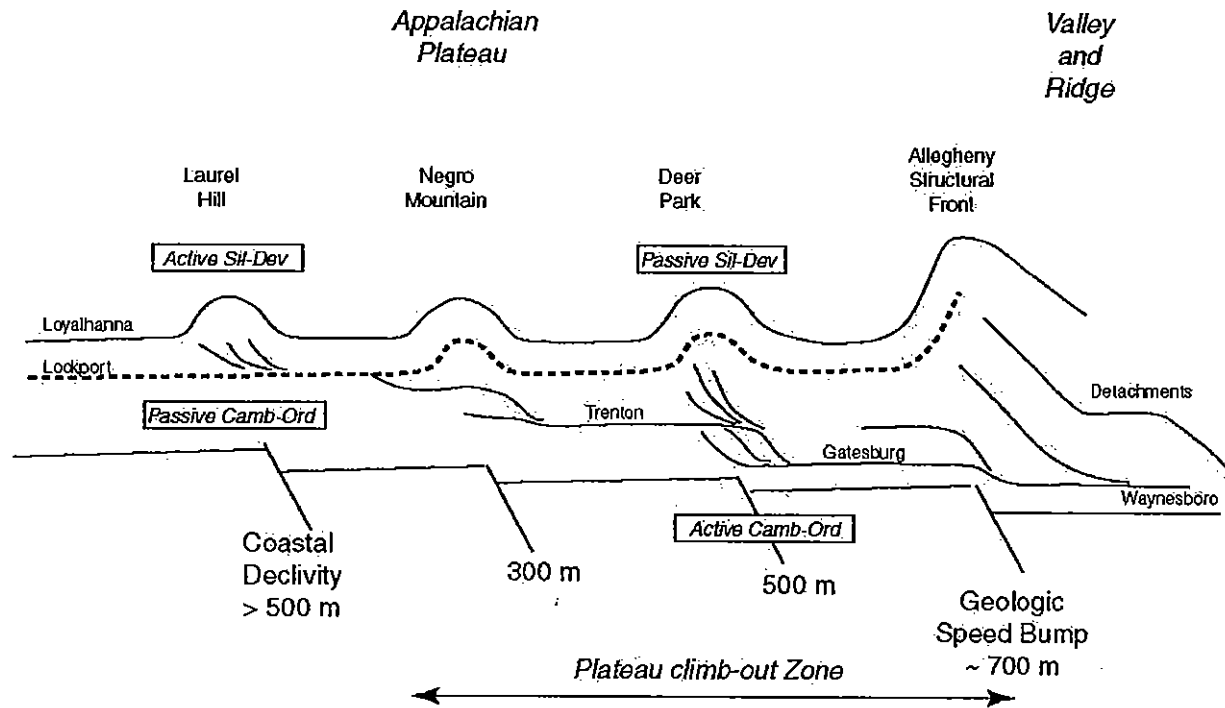 Appalachian
Plateau
Valley
and
Ridge
Laurel
Hill
Negro
Mountain
Deer
Park
Allegheny
Structural
Front
Active Sil-Dev
Passive Sil-Dev
Loyalhanna
Lockport
Detachments
Passive Camb-Ord
Trenton
Gatesburg
Waynesboro
Active Camb-Ord
Coastal
Declivity
> 500 m
300 m
500 m
Geologic
Speed Bump
~ 700 m
Plateau climb-out Zone